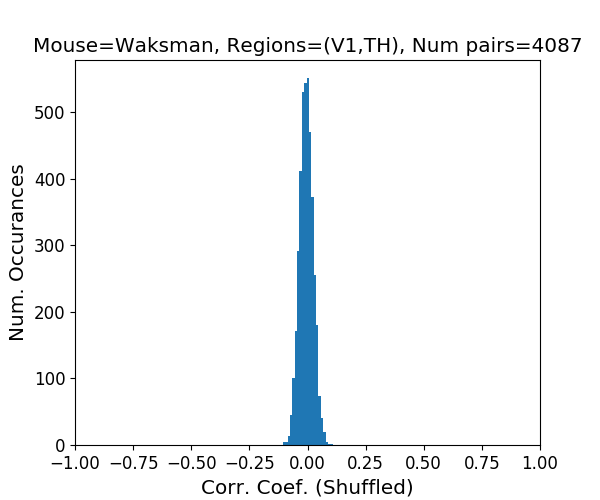 Mouse=Waksman, Regions=(V1,TH), Num pairs=4087
Num. Occurances
500
400
300
200
100
0
−1.00 −0.75 −0.50 −0.25 0.00 0.25 0.50 0.75 1.00
Corr. Coef. (Shuffled)